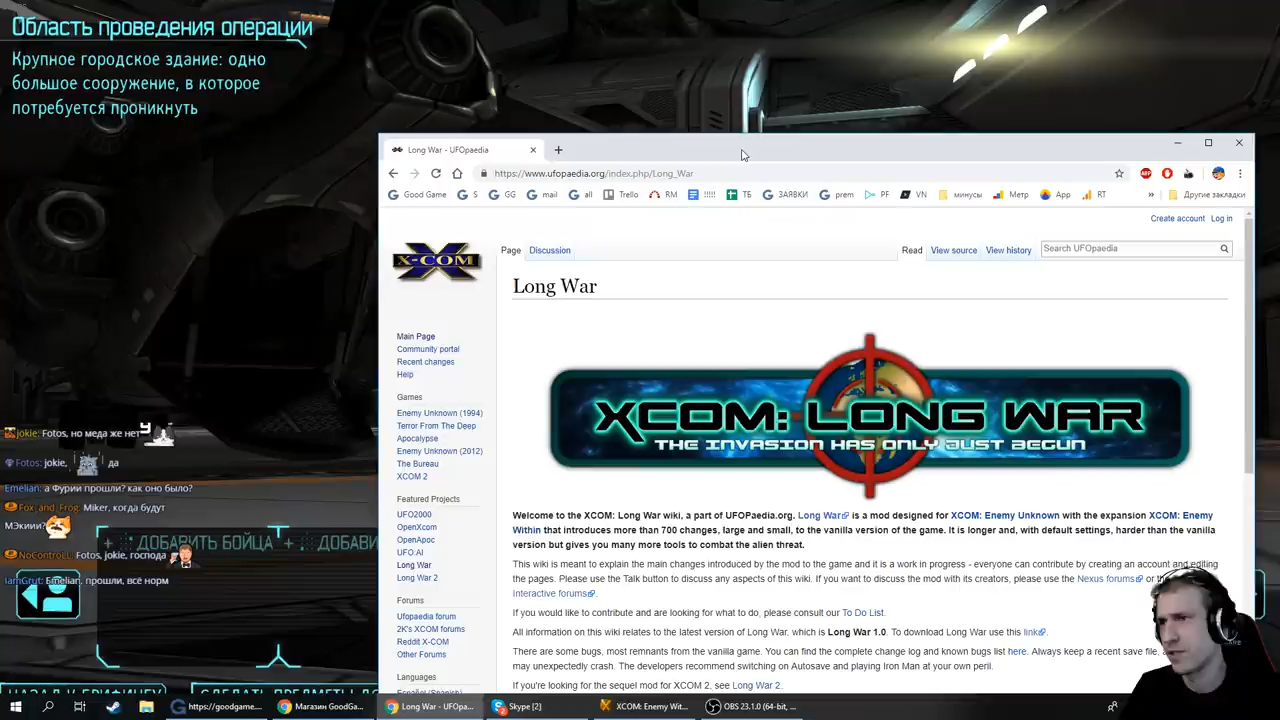 Область проведения операции
Крупное городское здание: одно
большое сооружение, в которое
потребуется проникнуть
Long War - UFOpaedia
https://www.ufopaedia.org/index.php/Long_War
Good Game
S
GG
mail
all
Trello
RM
!!!!!
ТБ
ЗАЯВКИ
prem
PF
VN
минусы
Метр
App
RT
»
Другие закладки
Create account
Log in
X-COM
Page
Discussion
Read
View source
View history
Search UFOpaedia
Long War
Main Page
Community portal
Recent changes
Help
Games
Enemy Unknown (1994)
Terror From The Deep
Apocalypse
Enemy Unknown (2012)
The Bureau
XCOM 2
Featured Projects
UFO2000
OpenXcom
OpenApoc
UFO:AI
Long War
Long War 2
Forums
Ufopaedia forum
2K's XCOM forums
Reddit X-COM
Other Forums
Languages
Español (Spanish)
XCOM: LONG WAR
THE INVASION HAS ONLY JUST BEGUN
Welcome to the XCOM: Long War wiki, a part of UFOPaedia.org. Long War is a mod designed for XCOM: Enemy Unknown with the expansion XCOM: Enemy
Within that introduces more than 700 changes, large and small, to the vanilla version of the game. It is longer and, with default settings, harder than the vanilla
version but gives you many more tools to combat the alien threat.
This wiki is meant to explain the main changes introduced by the mod to the game and it is a work in progress - everyone can contribute by creating an account and editing
the pages. Please use the Talk button to discuss any aspects of this wiki. If you want to discuss the mod with its creators, please use the Nexus forums or the
Interactive forums.
If you would like to contribute and are looking for what to do, please consult our To Do List.
All information on this wiki relates to the latest version of Long War, which is Long War 1.0. To download Long War use this link.
There are some bugs, most remnants from the vanilla game. You can find the complete change log and known bugs list here. Always keep a recent save file,
may unexpectedly crash. The developers recommend switching on Autosave and playing Iron Man at your own peril.
If you're looking for the sequel mod for XCOM 2, see Long War 2.
jokie: Fotos, но меда же нет
Fotos: jokie, да
Emelian: а Фурии прошли? как оно было?
Fox_and_Frog: Miker, когда будут
МЭкиии?
NoControLL: Fotos, jokie, господа
iamGrut: Emelian, прошли, всё норм
ДОБАВИТЬ БОЙЦА
ДОБАВИ
НАЗАД К БРИФИНГУ
СДЕЛАТЬ ПРЕДМЕТЫ ДО
https://goodgame.
Магазин GoodGa...
Long War - UFOpa...
Skype [2]
XCOM: Enemy Wit...
OBS 23.1.0 (64-bit, ...